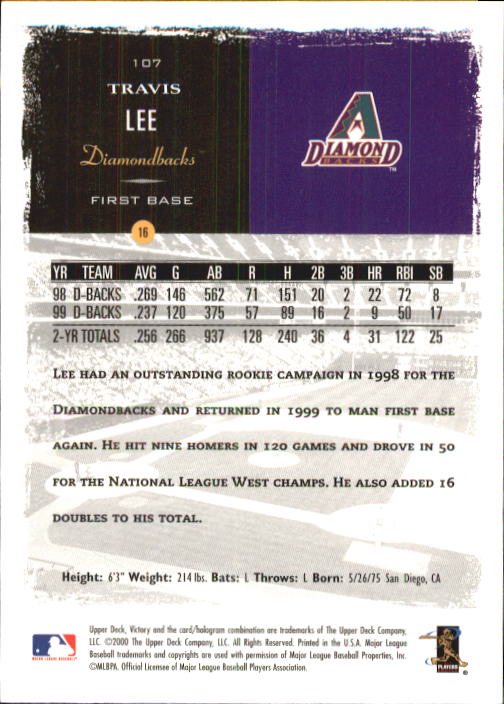 107
TRAVIS
LEE
Diamondbacks
FIRST BASE
DIAMOND
BACKS
TM
16
YR TEAM AVG G AB R H 2B 3B HR RBI SB
98 D-BACKS .269 146 562 71 151 20 2 22 72 8
99 D-BACKS .237 120 375 57 89 16 2 9 50 17
2-YR TOTALS .256 266 937 128 240 36 4 31 122 25
LEE HAD AN OUTSTANDING ROOKIE CAMPAIGN IN 1998 FOR THE
DIAMONDBACKS AND RETURNED IN 1999 TO MAN FIRST BASE
AGAIN. HE HIT NINE HOMERS IN 120 GAMES AND DROVE IN 50
FOR THE NATIONAL LEAGUE WEST CHAMPS. HE ALSO ADDED 16
DOUBLES TO HIS TOTAL.
Height: 6'3" Weight: 214 lbs. Bats: L Throws: L Born: 5/26/75 San Diego, CA
Upper Deck, Victory and the card/hologram combination are trademarks of The Upper Deck Company,
LLC. ©2000 The Upper Deck Company, LLC. All Rights Reserved. Printed in the U.S.A. Major League
Baseball trademarks and copyrights are used with permission of Major League Baseball Properties, Inc.
©MLBPA. Official Licensee of Major League Baseball Players Association.
MAJOR LEAGUE BASEBALL
PLAYERS
®